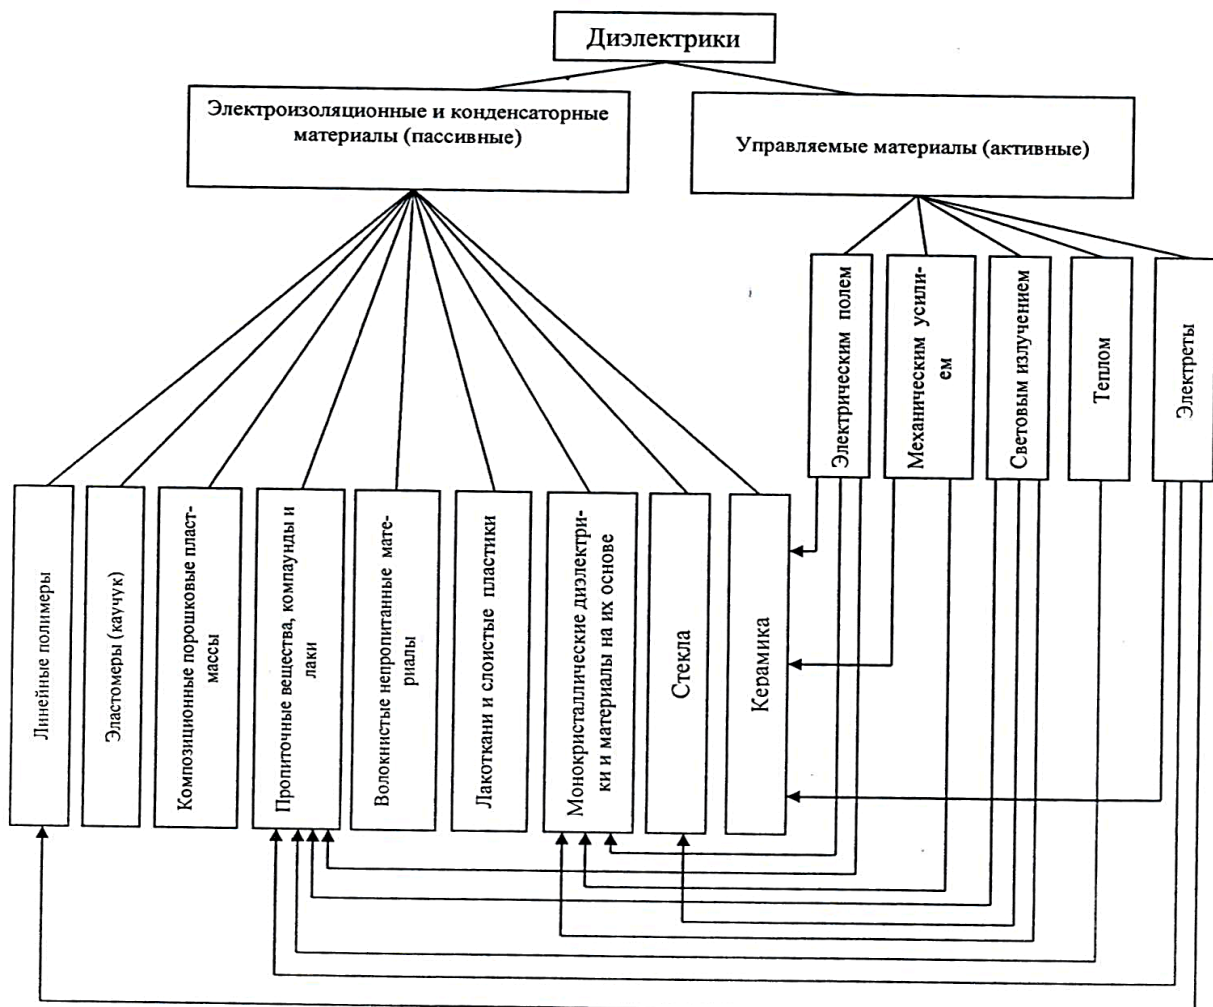 Диэлектрики
Электроизоляционные и конденсаторные
материалы (пассивные)
Управляемые материалы (активные)
Электрическим полем
Механическим усили-
ем
Световым излучением
Теплом
Электреты
Линейные полимеры
Эластомеры (каучук)
Композиционные порошковые пласт-
массы
Пропиточные вещества, компаунды и
лаки
Волокнистые непропитанные мате-
риалы
Лакоткани и слоистые пластики
Монокристаллические диэлектри-
ки и материалы на их основе
Стекла
Керамика